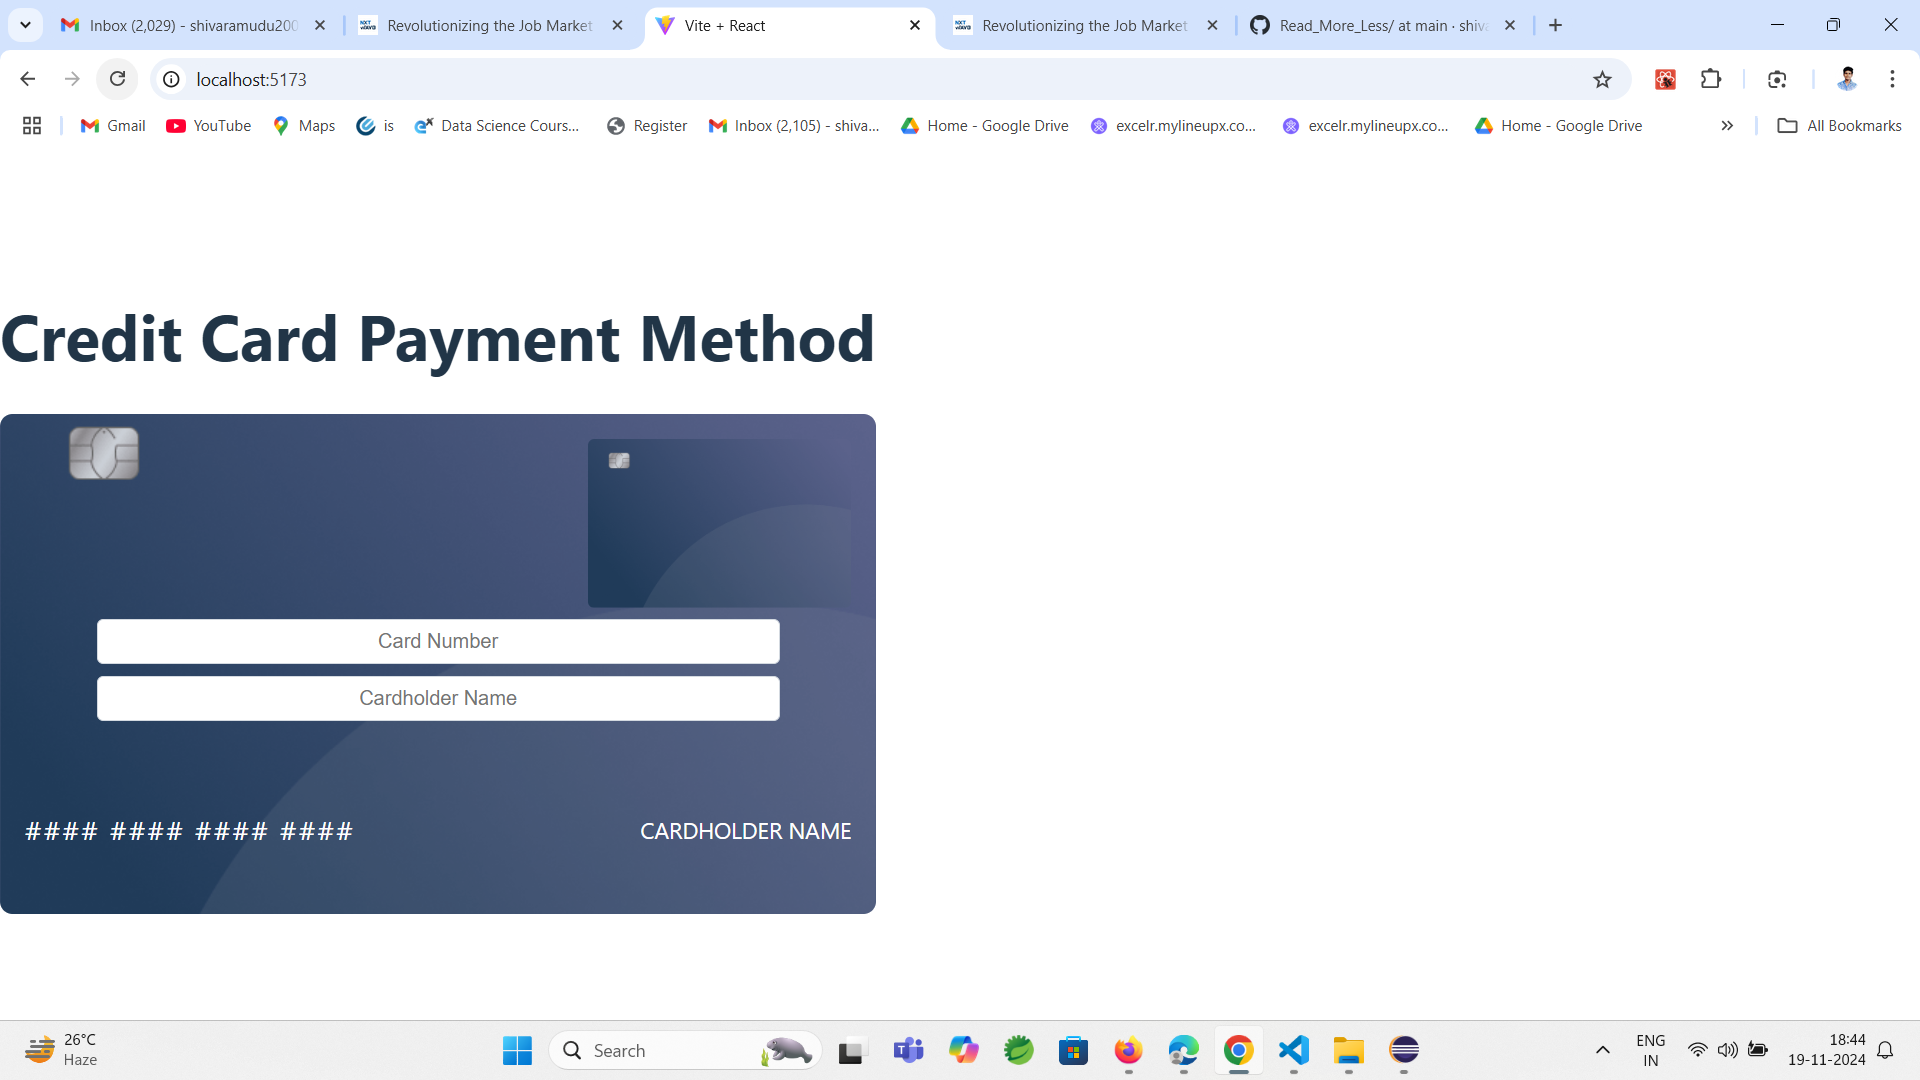 Inbox (2,029) - shivaramudu200
Revolutionizing the Job Market
Vite + React
Revolutionizing the Job Market
Read_More_Less/ at main · shiva
localhost:5173
Gmail
YouTube
Maps
is
Data Science Cours...
Register
Inbox (2,105) - shiva...
Home - Google Drive
excelr.mylineupx.co...
excelr.mylineupx.co...
Home - Google Drive
All Bookmarks
Credit Card Payment Method
Card Number
Cardholder Name
#### #### #### ####
CARDHOLDER NAME
26°C
Haze
Search
ENG
IN
18:44
19-11-2024